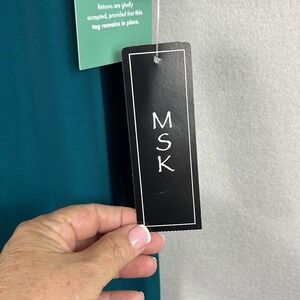 Returns are gladly
accepted, provided that this
tag remains in place.
M
S
K